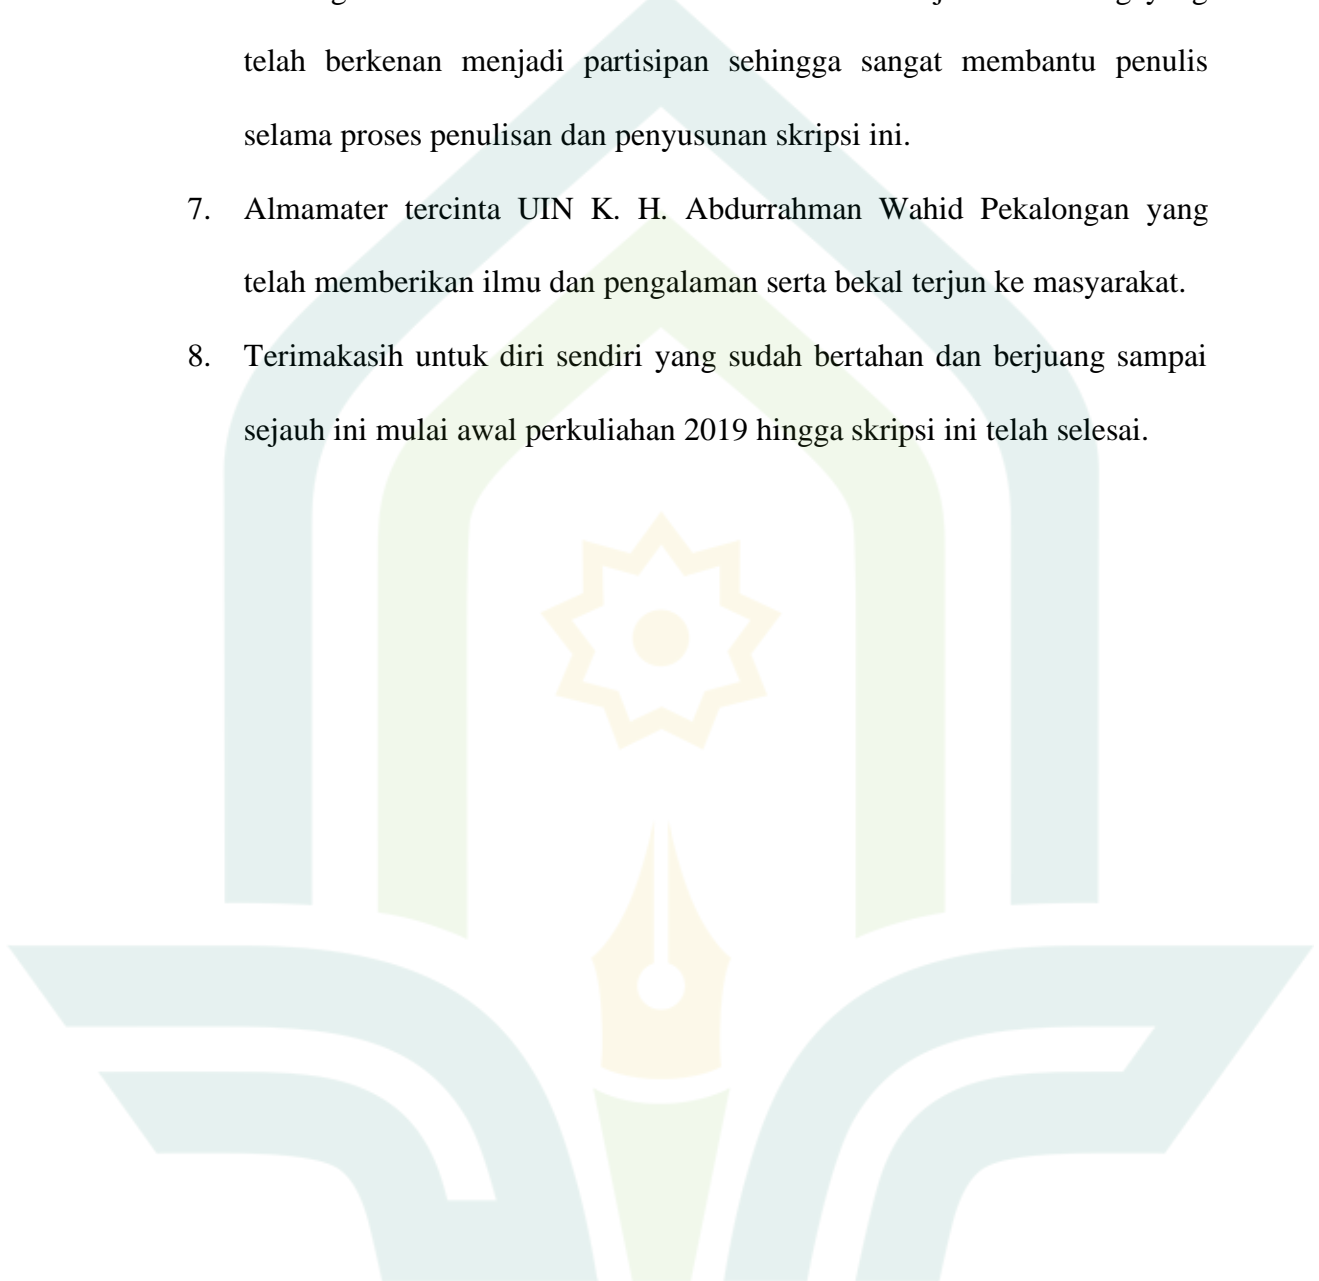 telah berkenan menjadi partisipan sehingga sangat membantu penulis
selama proses penulisan dan penyusunan skripsi ini.
7. Almamater tercinta UIN K. H. Abdurrahman Wahid Pekalongan yang
telah memberikan ilmu dan pengalaman serta bekal terjun ke masyarakat.
8. Terimakasih untuk diri sendiri yang sudah bertahan dan berjuang sampai
sejauh ini mulai awal perkuliahan 2019 hingga skripsi ini telah selesai.